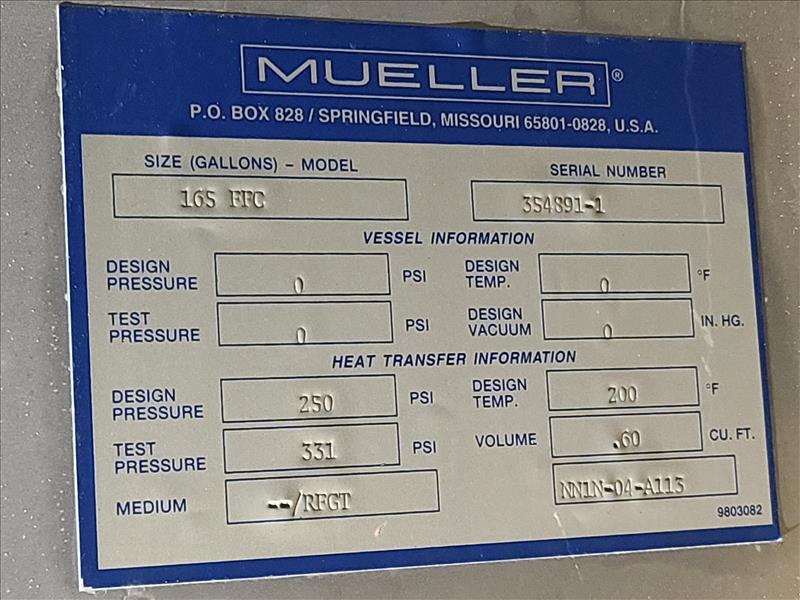 MUELLER®
P.O. BOX 828 / SPRINGFIELD, MISSOURI 65801-0828, U.S.A.
SIZE (GALLONS) – MODEL SERIAL NUMBER
165 FFC 354891-1
VESSEL INFORMATION
DESIGN PRESSURE 0 PSI DESIGN TEMP. 0 °F
TEST PRESSURE 0 PSI DESIGN VACUUM 0 IN. HG.
HEAT TRANSFER INFORMATION
DESIGN PRESSURE 250 PSI DESIGN TEMP. 200 °F
TEST PRESSURE 331 PSI VOLUME .60 CU. FT.
MEDIUM --/RFGT NN1N-04-A113
9803082